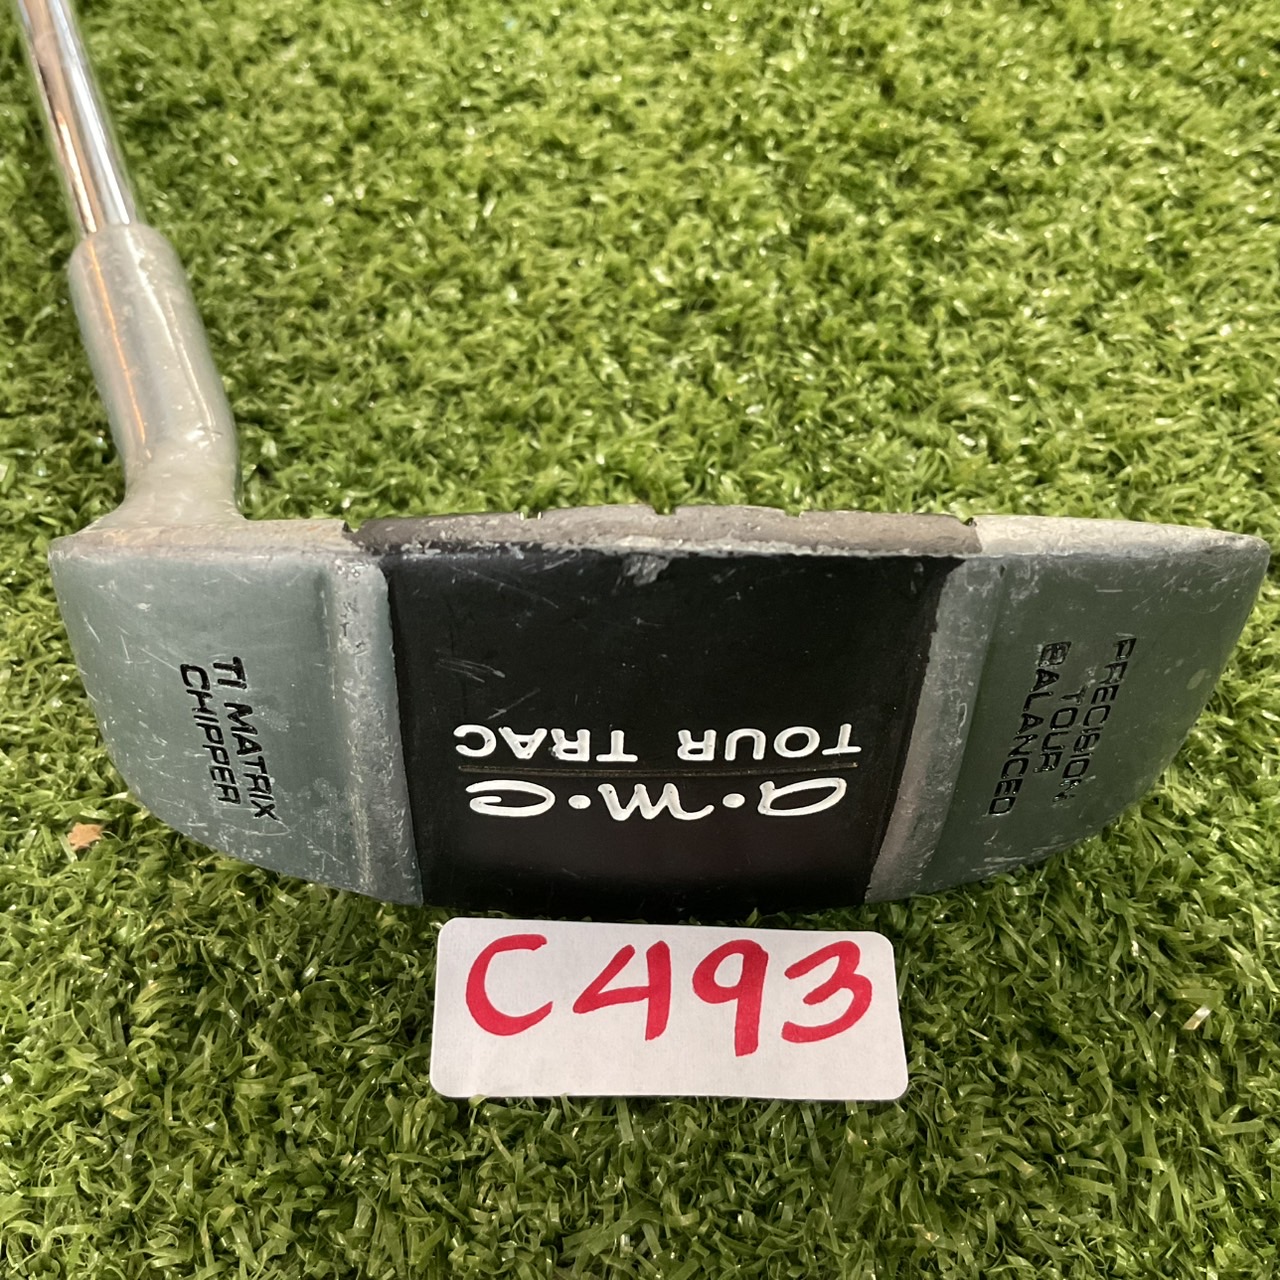 TI MATRIX
CHIPPER
a.m.c
TOUR TRAC
PRECISION
TOUR
BALANCED
C493